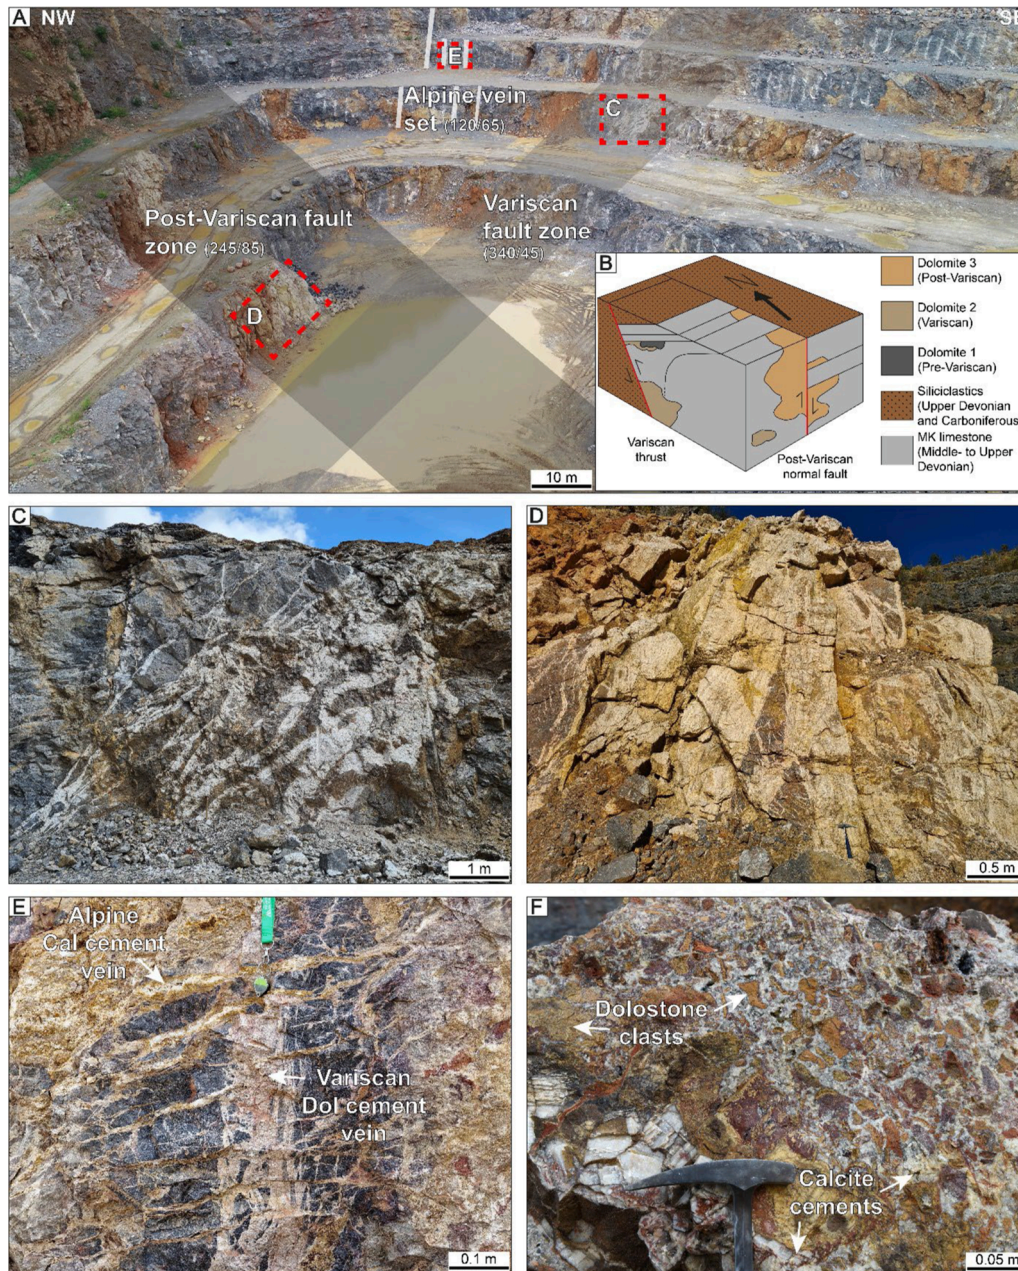 A NW
SE
E
Alpine vein
set (120/65)
C
Post-Variscan fault
zone (245/85)
Variscan
fault zone
(340/45)
D
10 m
B
Variscan
thrust
Post-Variscan
normal fault
Dolomite 3
(Post-Variscan)
Dolomite 2
(Variscan)
Dolomite 1
(Pre-Variscan)
Siliciclastics
(Upper Devonian
and Carboniferous
MK limestone
(Middle- to Upper
Devonian)
C
1 m
D
0.5 m
E
Alpine
Cal cement
vein
Variscan
Dol cement
vein
0.1 m
F
Dolostone
clasts
Calcite
cements
0.05 m